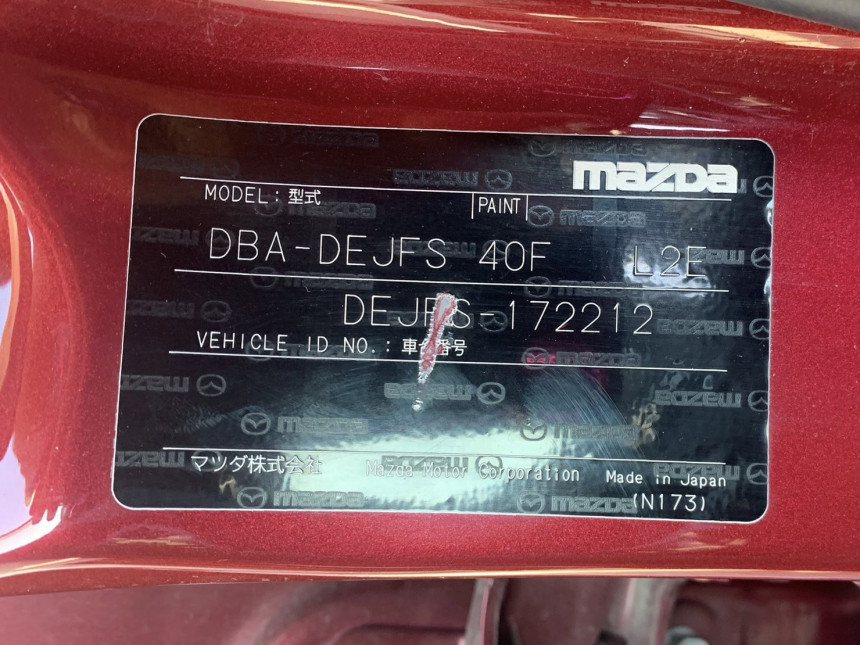 mazda
MODEL : 型式
PAINT
DBA-DEJFS 40F L2E
DEJFS-172212
VEHICLE ID NO. : 車台番号
マツダ株式会社 Mazda Motor Corporation Made in Japan
(N173)